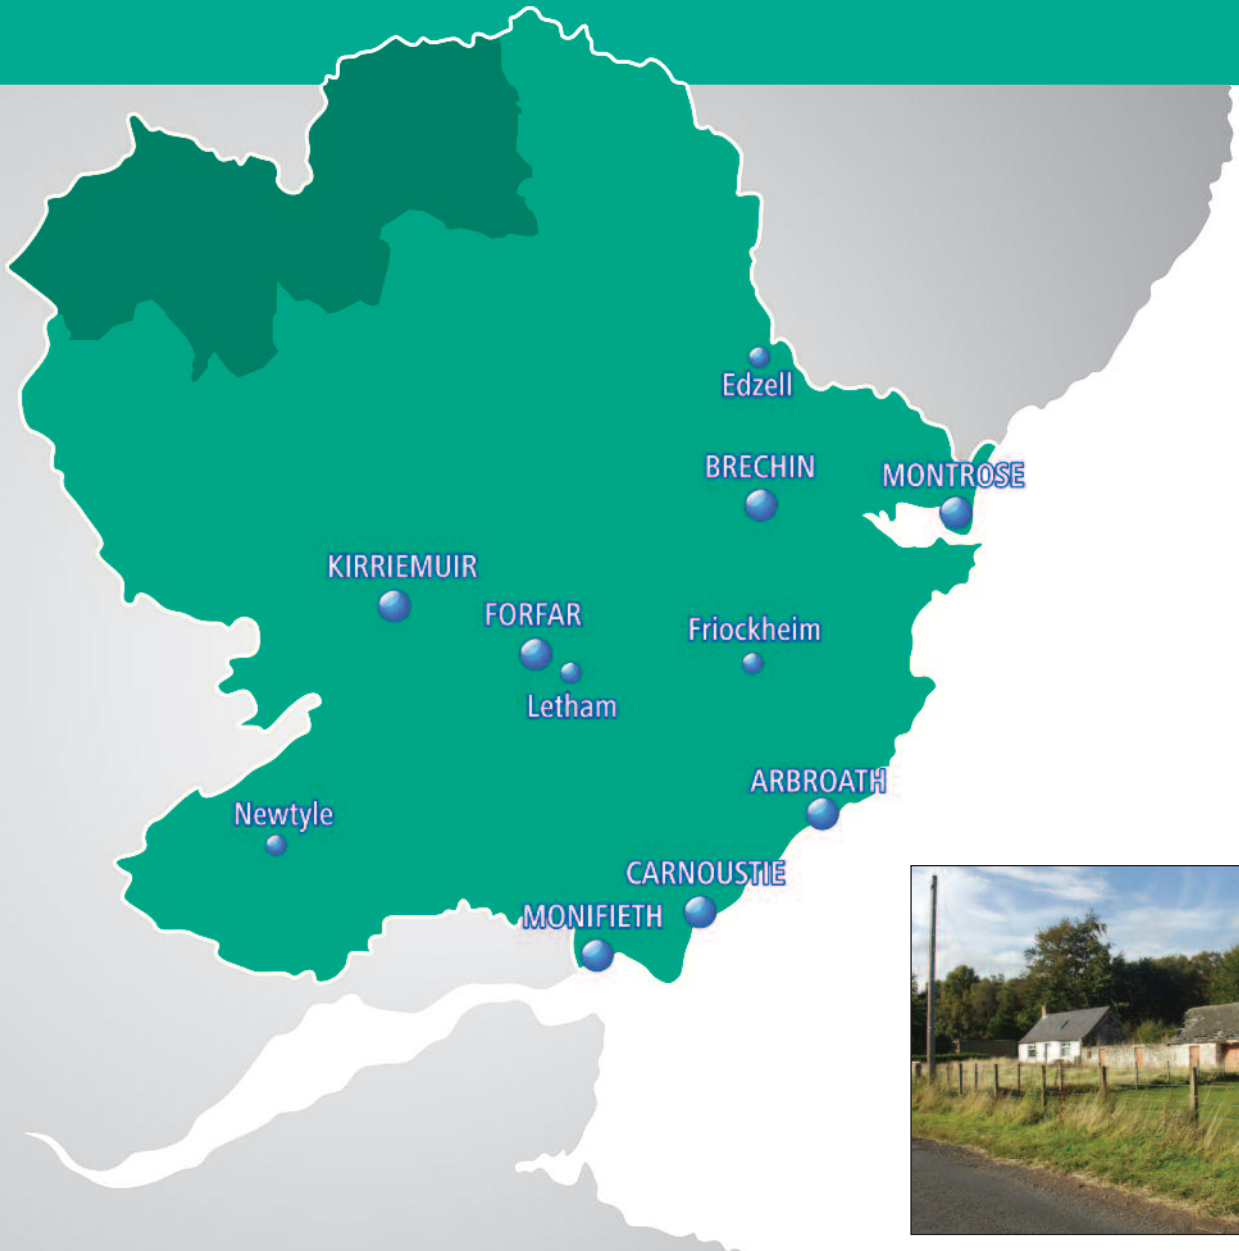 Edzell
BRECHIN
MONTROSE
KIRRIEMUIR
FORFAR
Friockheim
Letham
ARBROATH
Newtyle
CARNOUSTIE
MONIFIETH